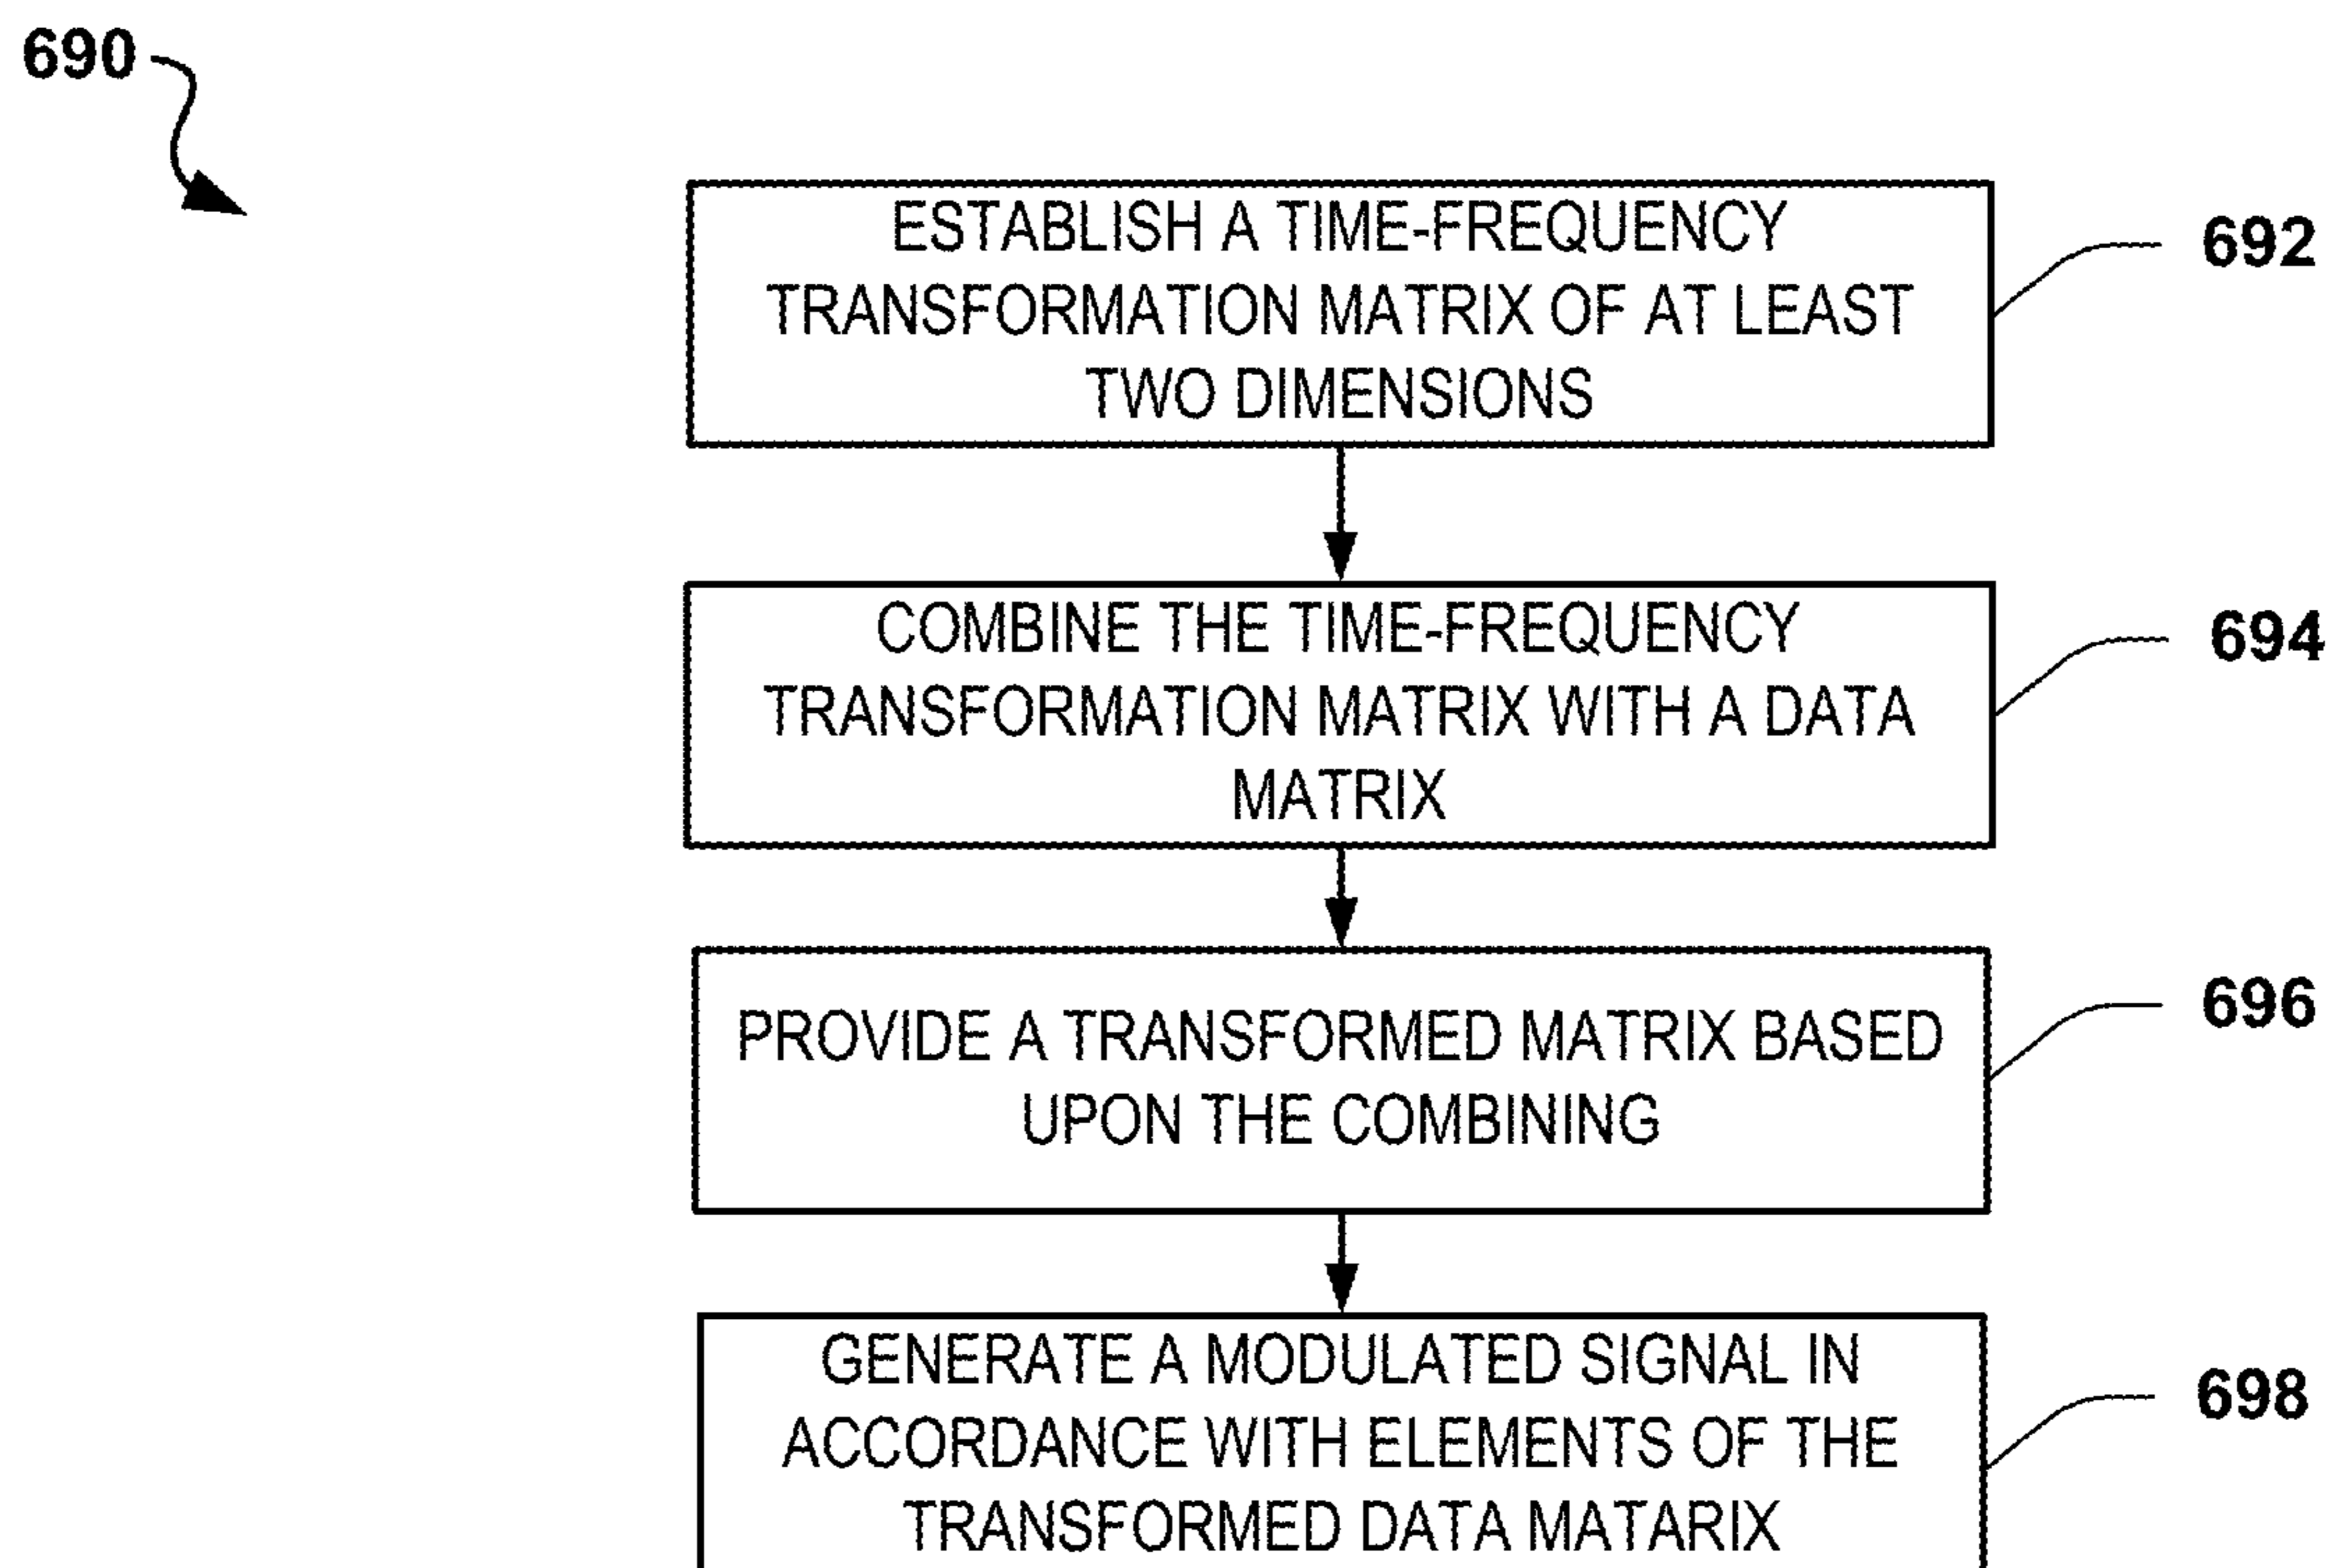 690
ESTABLISH A TIME-FREQUENCY
TRANSFORMATION MATRIX OF AT LEAST
TWO DIMENSIONS
692
COMBINE THE TIME-FREQUENCY
TRANSFORMATION MATRIX WITH A DATA
MATRIX
694
PROVIDE A TRANSFORMED MATRIX BASED
UPON THE COMBINING
696
GENERATE A MODULATED SIGNAL IN
ACCORDANCE WITH ELEMENTS OF THE
TRANSFORMED DATA MATARIX
698